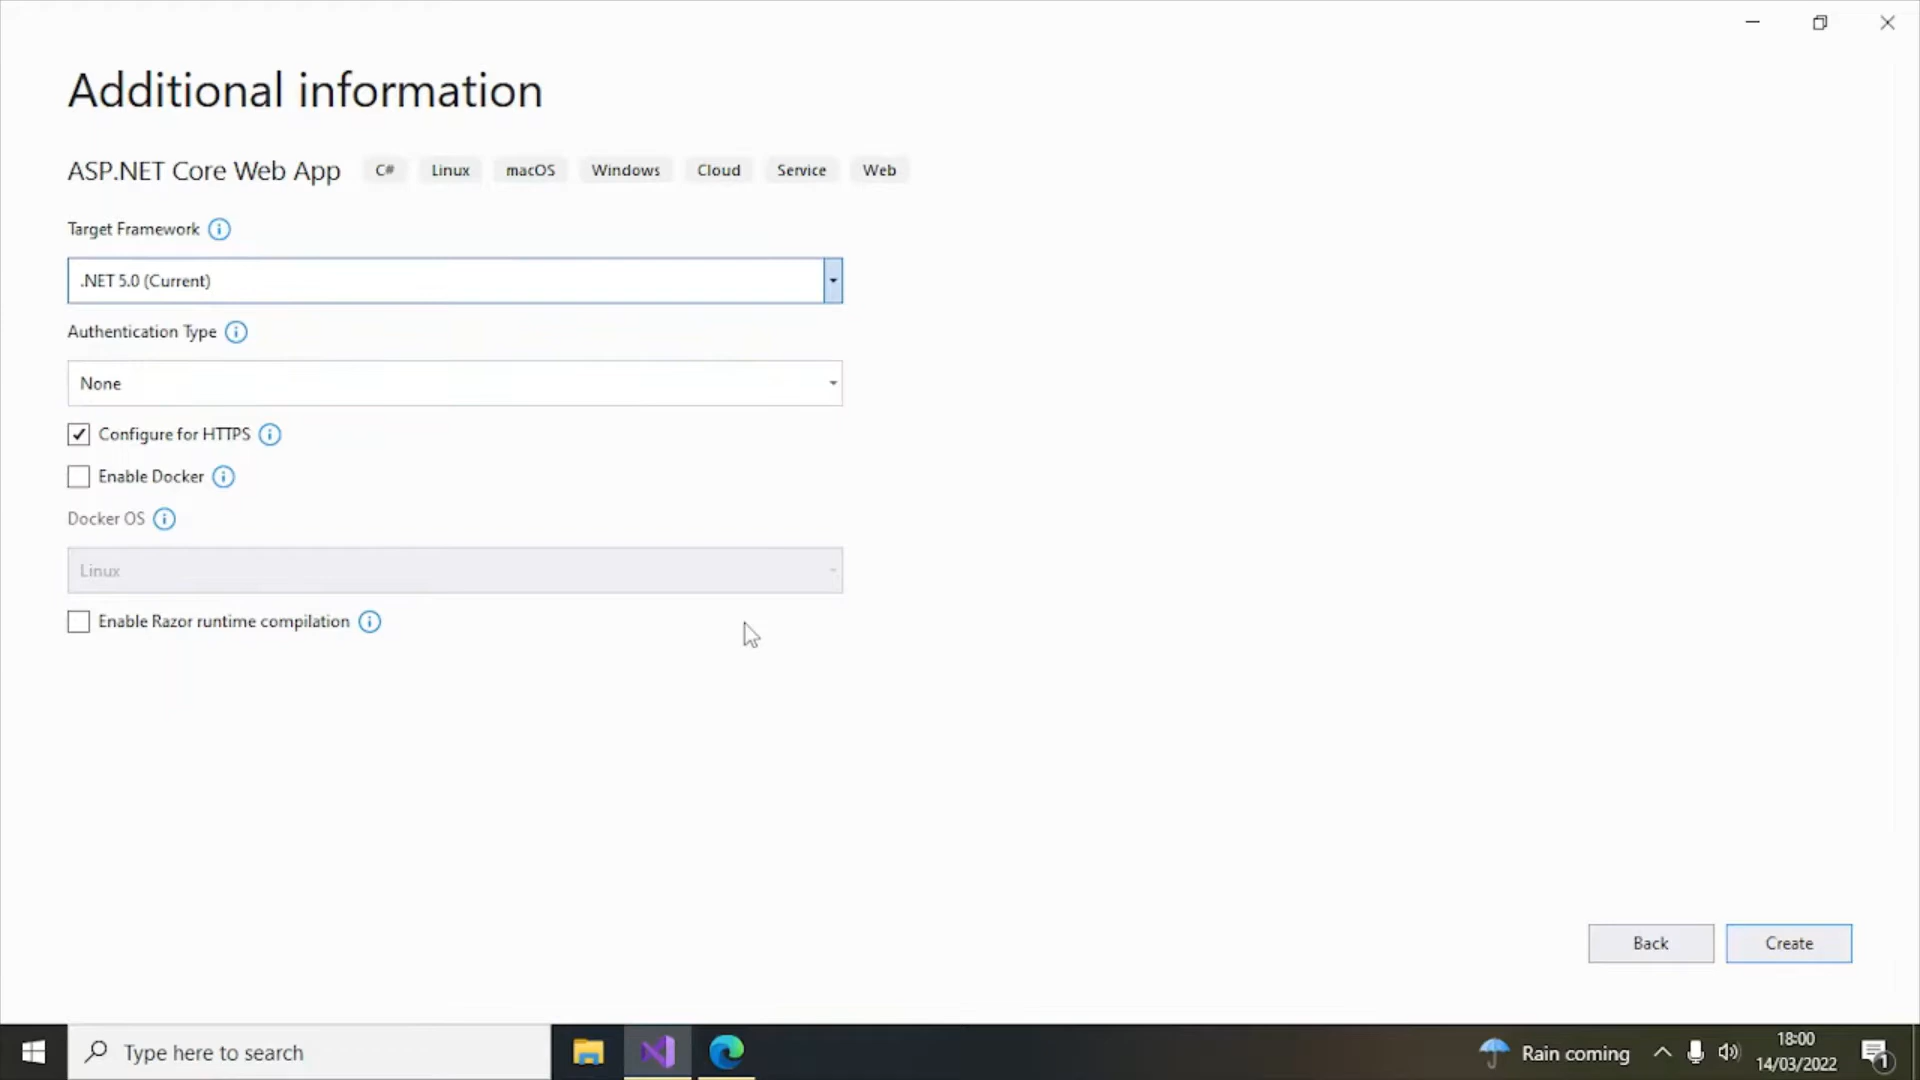 Additional information
ASP.NET Core Web App C# Linux macOS Windows Cloud Service Web
Target Framework
.NET 5.0 (Current)
Authentication Type
None
Configure for HTTPS
Enable Docker
Docker OS
Linux
Enable Razor runtime compilation
Back Create
Type here to search
Rain coming
18:00
14/03/2022
1